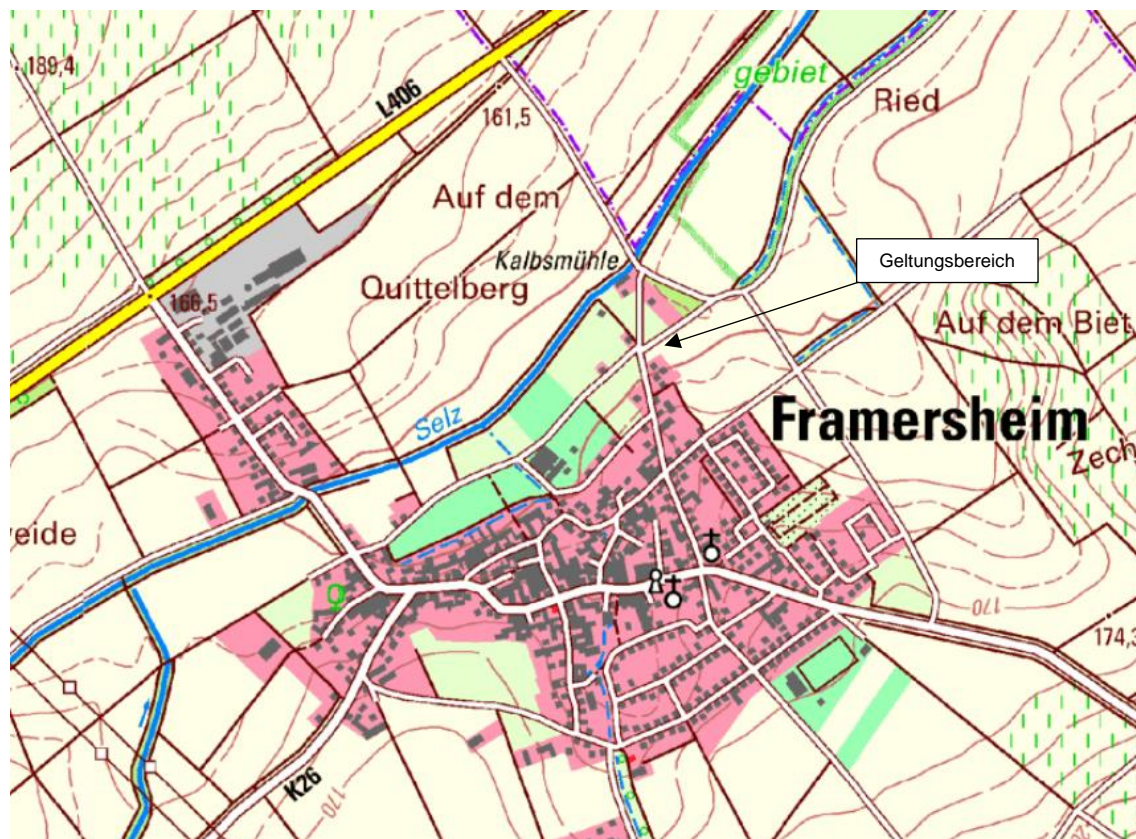 189,4
L406
161,5
gebiet
Ried
Auf dem
Quittelberg
Kalbsmühle
Geltungsbereich
166,5
Auf dem Biet
Selz
Framersheim
Zech
eide
170
174,3
K26
170